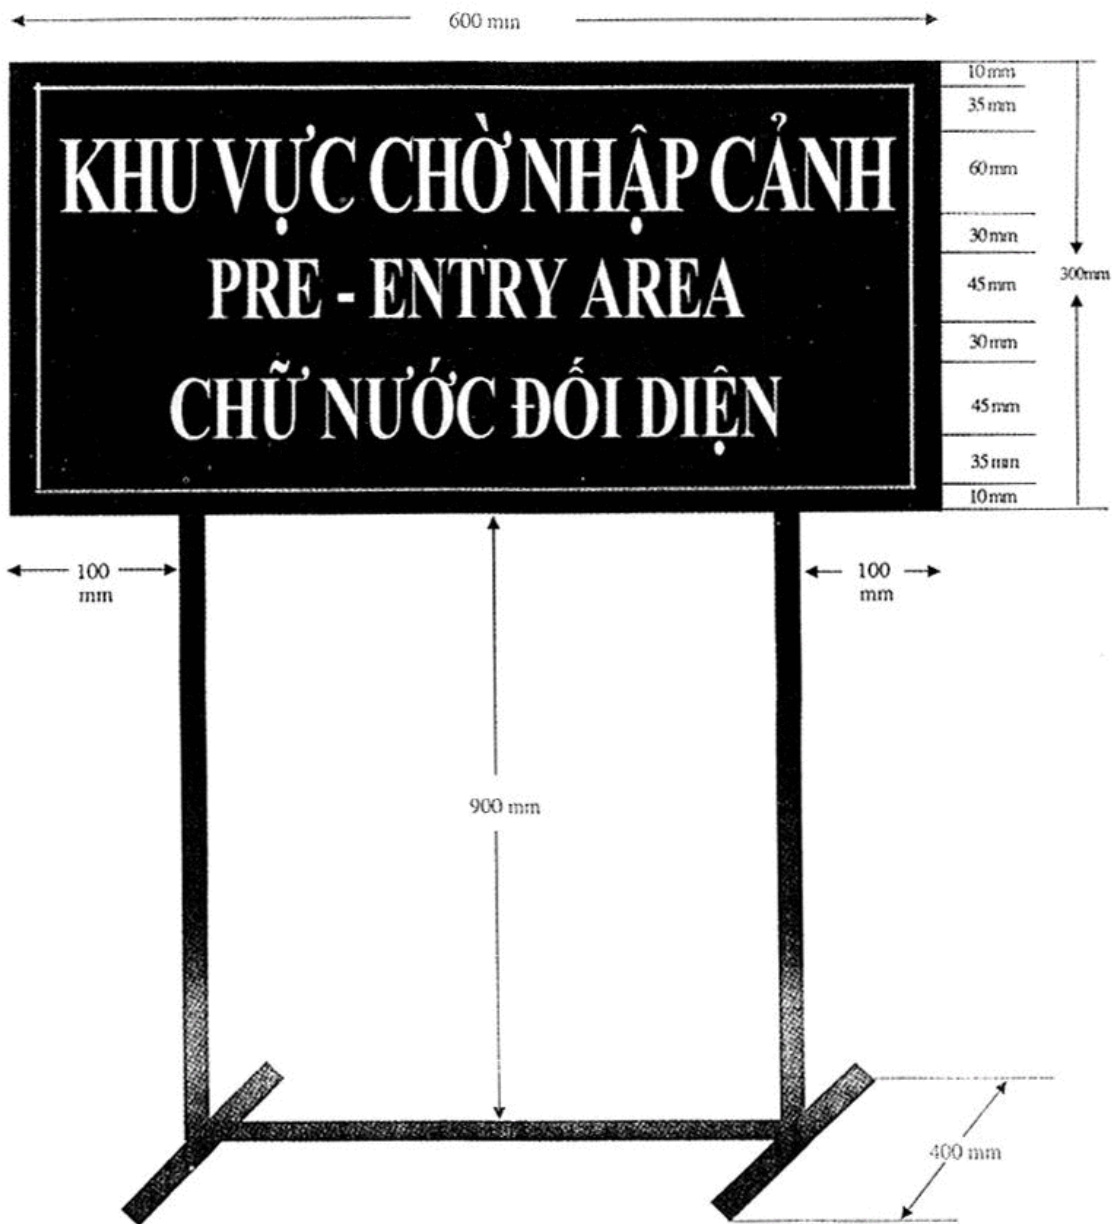 600 mm
10 mm
35 mm
KHU VỰC CHỜ NHẬP CẢNH
60 mm
30 mm
PRE - ENTRY AREA
45 mm
300mm
30 mm
CHỮ NƯỚC ĐỐI DIỆN
45 mm
35 mm
10 mm
100 mm
100 mm
900 mm
400 mm